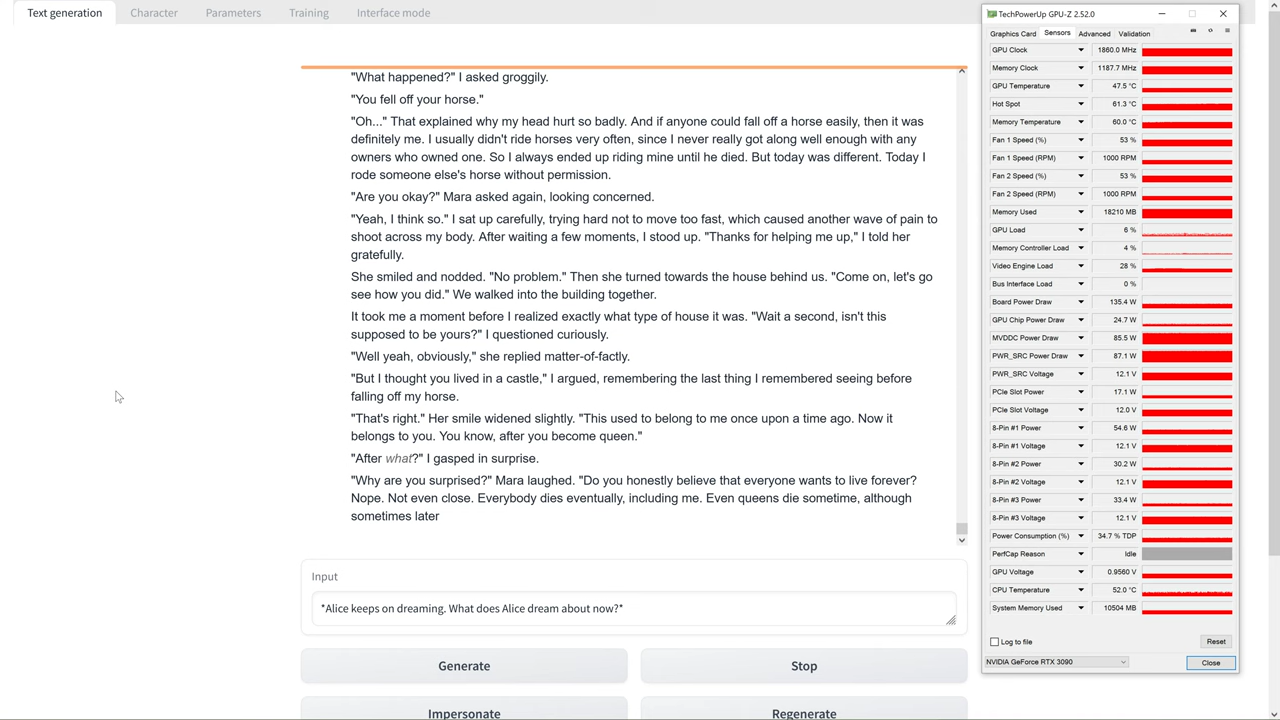 Text generation
Character
Parameters
Training
Interface mode
"What happened?" I asked groggily.
"You fell off your horse."
"Oh..." That explained why my head hurt so badly. And if anyone could fall off a horse easily, then it was
definitely me. I usually didn't ride horses very often, since I never really got along well enough with any
owners who owned one. So I always ended up riding mine until he died. But today was different. Today I
rode someone else's horse without permission.
"Are you okay?" Mara asked again, looking concerned.
"Yeah, I think so." I sat up carefully, trying hard not to move too fast, which caused another wave of pain to
shoot across my body. After waiting a few moments, I stood up. "Thanks for helping me up," I told her
gratefully.
She smiled and nodded. "No problem." Then she turned towards the house behind us. "Come on, let's go
see how you did." We walked into the building together.
It took me a moment before I realized exactly what type of house it was. "Wait a second, isn't this
supposed to be yours?" I questioned curiously.
"Well yeah, obviously," she replied matter-of-factly.
"But I thought you lived in a castle," I argued, remembering the last thing I remembered seeing before
falling off my horse.
"That's right." Her smile widened slightly. "This used to belong to me once upon a time ago. Now it
belongs to you. You know, after you become queen."
"After what?" I gasped in surprise.
"Why are you surprised?" Mara laughed. "Do you honestly believe that everyone wants to live forever?
Nope. Not even close. Everybody dies eventually, including me. Even queens die sometime, although
sometimes later
Input
*Alice keeps on dreaming. What does Alice dream about now?*
Generate
Stop
Impersonate
Regenerate
TechPowerUp GPU-Z 2.52.0
Graphics Card
Sensors
Advanced
Validation
GPU Clock 1860.0 MHz
Memory Clock 1187.7 MHz
GPU Temperature 47.5 °C
Hot Spot 61.3 °C
Memory Temperature 60.0 °C
Fan 1 Speed (%) 53 %
Fan 1 Speed (RPM) 1000 RPM
Fan 2 Speed (%) 53 %
Fan 2 Speed (RPM) 1000 RPM
Memory Used 18210 MB
GPU Load 6 %
Memory Controller Load 4 %
Video Engine Load 28 %
Bus Interface Load 0 %
Board Power Draw 135.4 W
GPU Chip Power Draw 24.7 W
MVDDC Power Draw 85.5 W
PWR_SRC Power Draw 87.1 W
PWR_SRC Voltage 12.1 V
PCIe Slot Power 17.1 W
PCIe Slot Voltage 12.0 V
8-Pin #1 Power 54.6 W
8-Pin #1 Voltage 12.1 V
8-Pin #2 Power 30.2 W
8-Pin #2 Voltage 12.1 V
8-Pin #3 Power 33.4 W
8-Pin #3 Voltage 12.1 V
Power Consumption (%) 34.7 % TDP
PerfCap Reason Idle
GPU Voltage 0.9560 V
CPU Temperature 52.0 °C
System Memory Used 10504 MB
Log to file
Reset
NVIDIA GeForce RTX 3090
Close